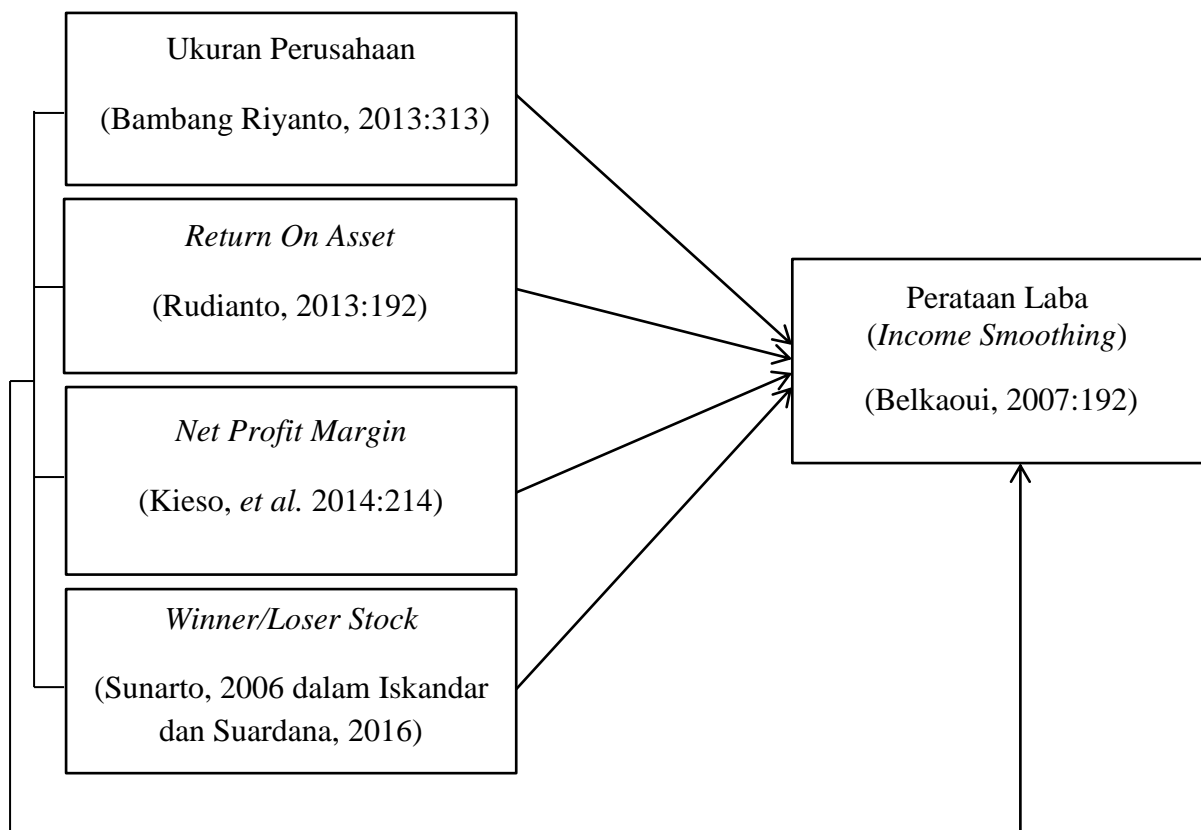 Ukuran Perusahaan
(Bambang Riyanto, 2013:313)
Return On Asset
(Rudianto, 2013:192)
Net Profit Margin
(Kieso, et al. 2014:214)
Winner/Loser Stock
(Sunarto, 2006 dalam Iskandar
dan Suardana, 2016)
Perataan Laba
(Income Smoothing)
(Belkaoui, 2007:192)